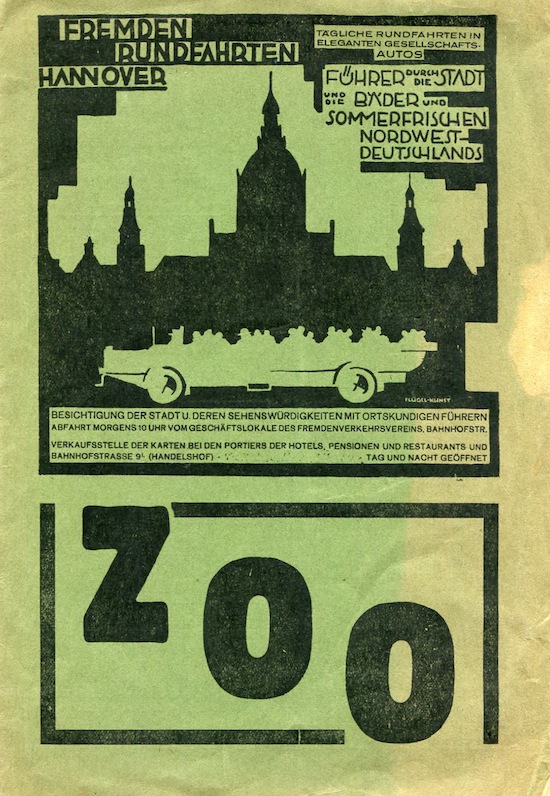 FREMDEN
RUNDFAHRTEN
HANNOVER
TÄGLICHE RUNDFAHRTEN IN
ELEGANTEN GESELLSCHAFTS-
AUTOS
FÜHRER DURCH DIE STADT
UND DIE BÄDER UND
SOMMERFRISCHEN
NORDWEST-
DEUTSCHLANDS
FLÜGEL-KUNST
BESICHTIGUNG DER STADT U. DEREN SEHENSWÜRDIGKEITEN MIT ORTSKUNDIGEN FÜHRERN
ABFAHRT MORGENS 10 UHR VOM GESCHÄFTSLOKALE DES FREMDENVERKEHRSVEREINS, BAHNHOFSTR.
VERKAUFSSTELLE DER KARTEN BEI DEN PORTIERS DER HOTELS, PENSIONEN UND RESTAURANTS UND
BAHNHOFSTRASSE 9 (HANDELSHOF) TAG UND NACHT GEÖFFNET
ZOO